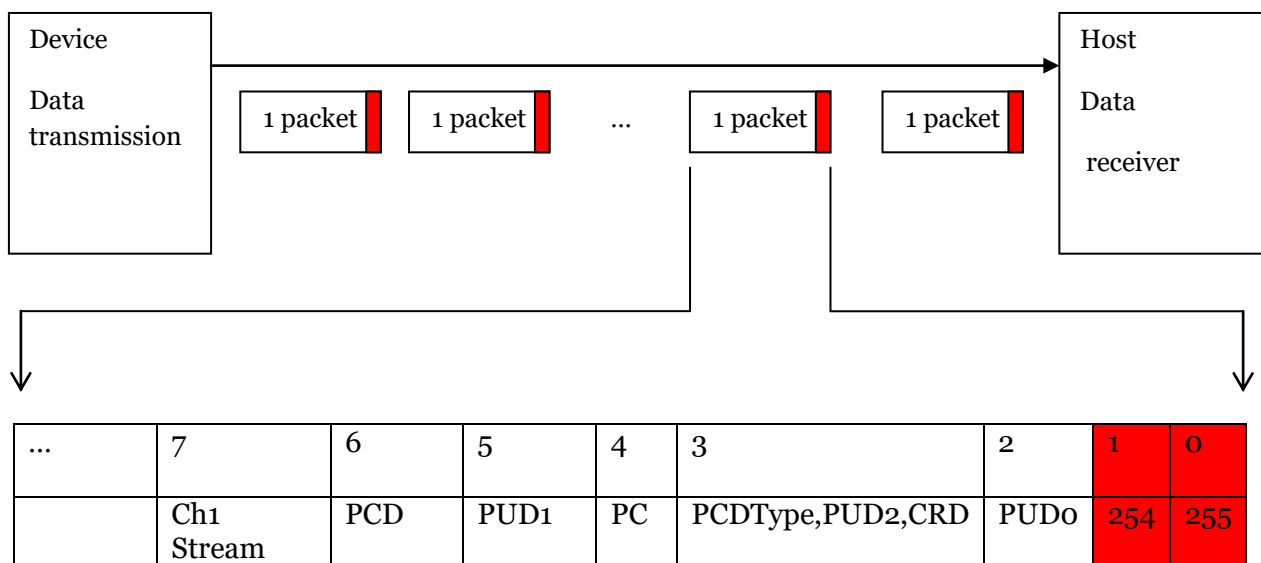 Device
Data
transmission
1 packet
1 packet
...
1 packet
1 packet
Host
Data
receiver
... 7 6 5 4 3 2 1 0
Ch1 PCD PUD1 PC PCDType,PUD2,CRD PUD0 254 255
Stream